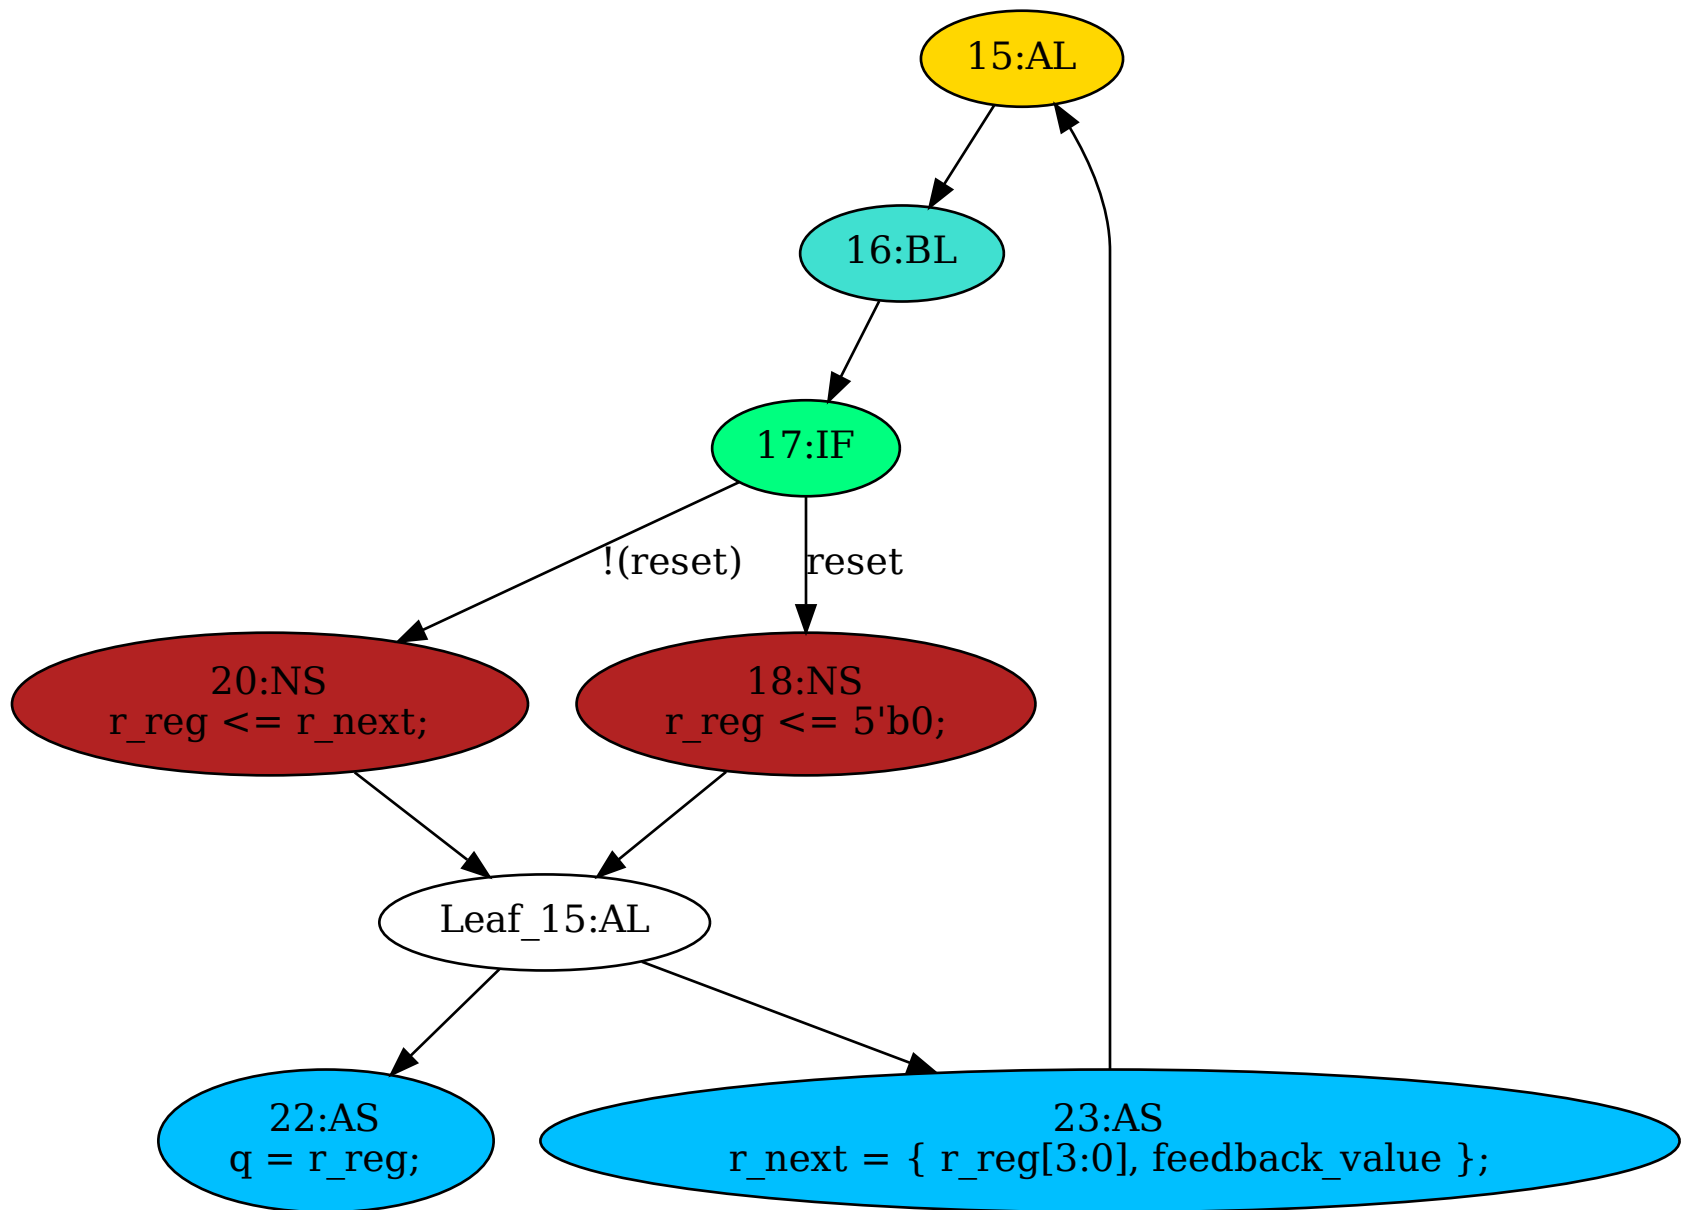 15:AL
16:BL
17:IF
!(reset)
reset
20:NS
r_reg <= r_next;
18:NS
r_reg <= 5'b0;
Leaf_15:AL
22:AS
q = r_reg;
23:AS
r_next = { r_reg[3:0], feedback_value };